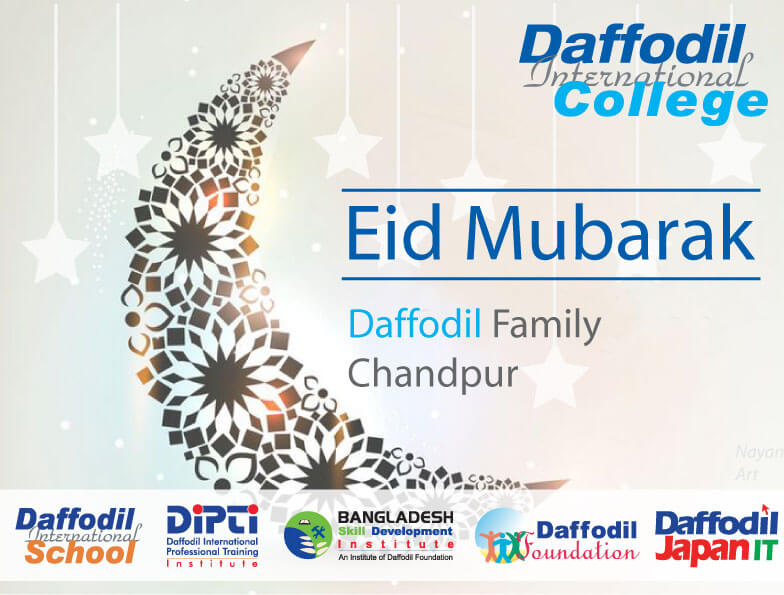 Daffodil
International
College
Eid Mubarak
Daffodil Family
Chandpur
Nayan
Art
Daffodil
International
School
DIPTI
Daffodil International
Professional Training
Institute
BANGLADESH
Skill Development
Institute
An Institute of Daffodil Foundation
Daffodil
Foundation
Daffodil
Japan IT